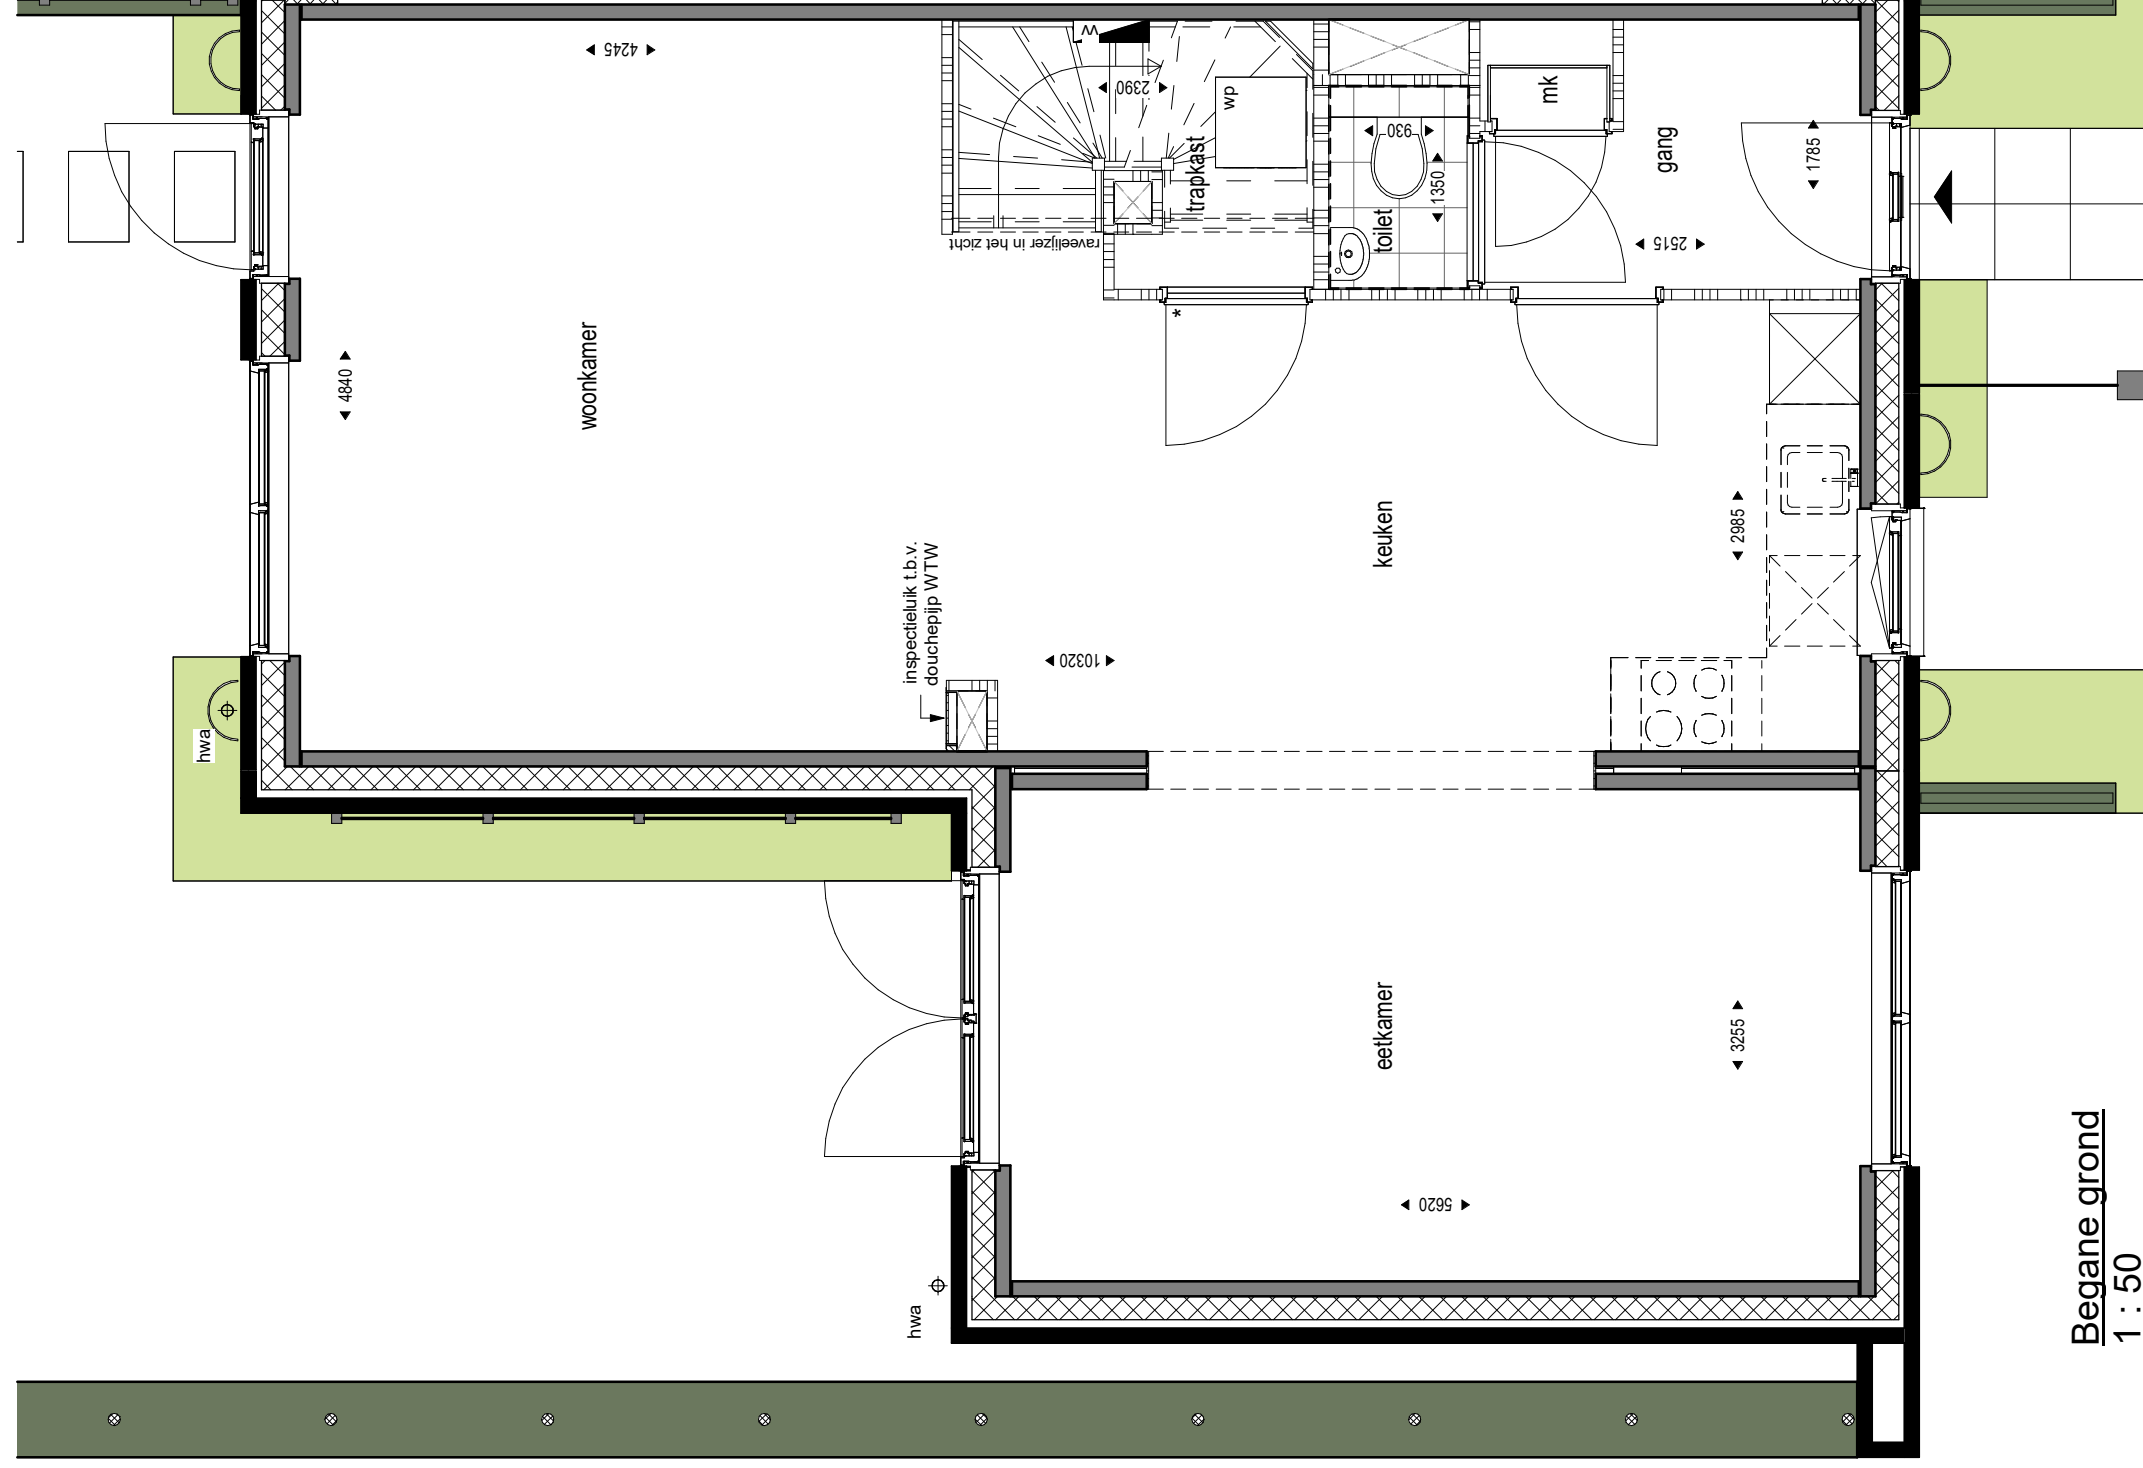 4245
vv
2390
wp
trapkast
930
1350
toilet
mk
gang
1785
2515
raveelijzer in het zicht
*
woonkamer
4840
keuken
2985
inspectieluik t.b.v.
douchepijp WTW
10320
hwa
eetkamer
3255
5620
hwa
Begane grond
1 : 50